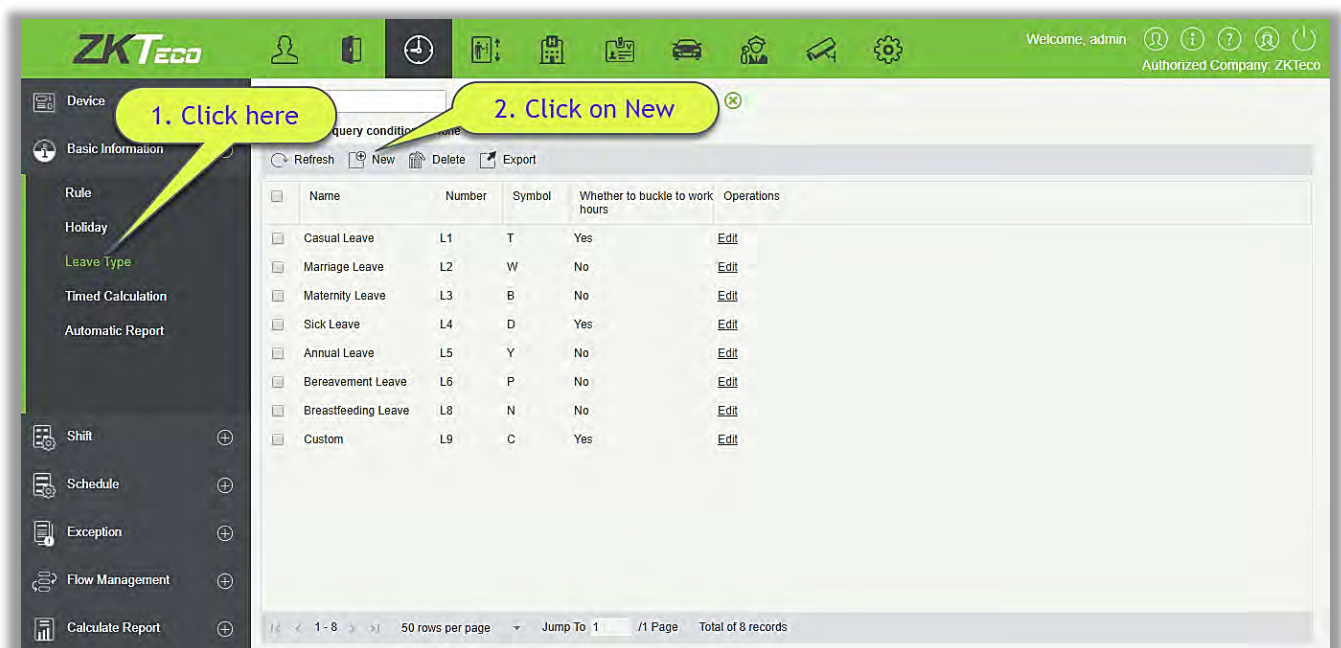 ZKTeco
Welcome, admin
Authorized Company: ZKTeco
1. Click here
2. Click on New
Device
Basic Information
Rule
Holiday
Leave Type
Timed Calculation
Automatic Report
Shift
Schedule
Exception
Flow Management
Calculate Report
query condition
Refresh New Delete Export
Name Number Symbol Whether to buckle to work hours Operations
Casual Leave L1 T Yes Edit
Marriage Leave L2 W No Edit
Maternity Leave L3 B No Edit
Sick Leave L4 D Yes Edit
Annual Leave L5 Y No Edit
Bereavement Leave L6 P No Edit
Breastfeeding Leave L8 N No Edit
Custom L9 C Yes Edit
1 - 8 50 rows per page Jump To 1 /1 Page Total of 8 records